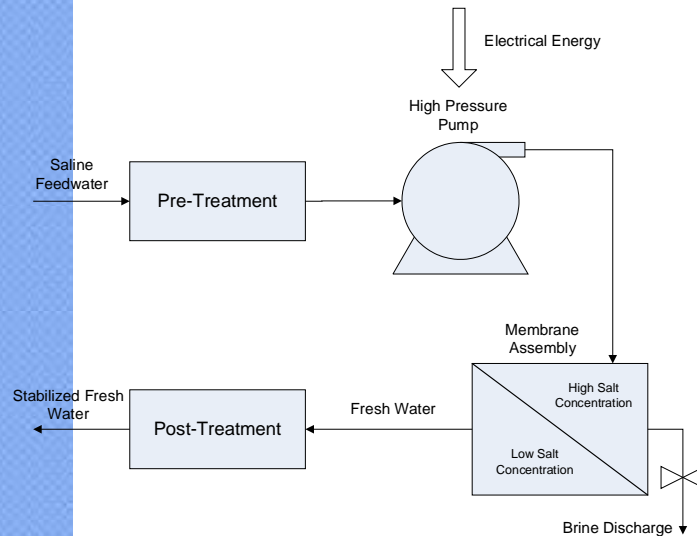 Electrical Energy
High Pressure
Pump
Saline
Feedwater
Pre-Treatment
Membrane
Assembly
High Salt
Concentration
Low Salt
Concentration
Fresh Water
Post-Treatment
Stabilized Fresh
Water
Brine Discharge